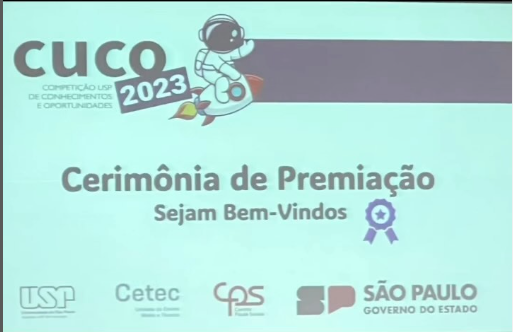 CUCO
2023
COMPETIÇÃO USP
DE CONHECIMENTOS
E OPORTUNIDADES
Cerimônia de Premiação
Sejam Bem-Vindos
USP
Cetec
CPS
SP
SÃO PAULO
GOVERNO DO ESTADO